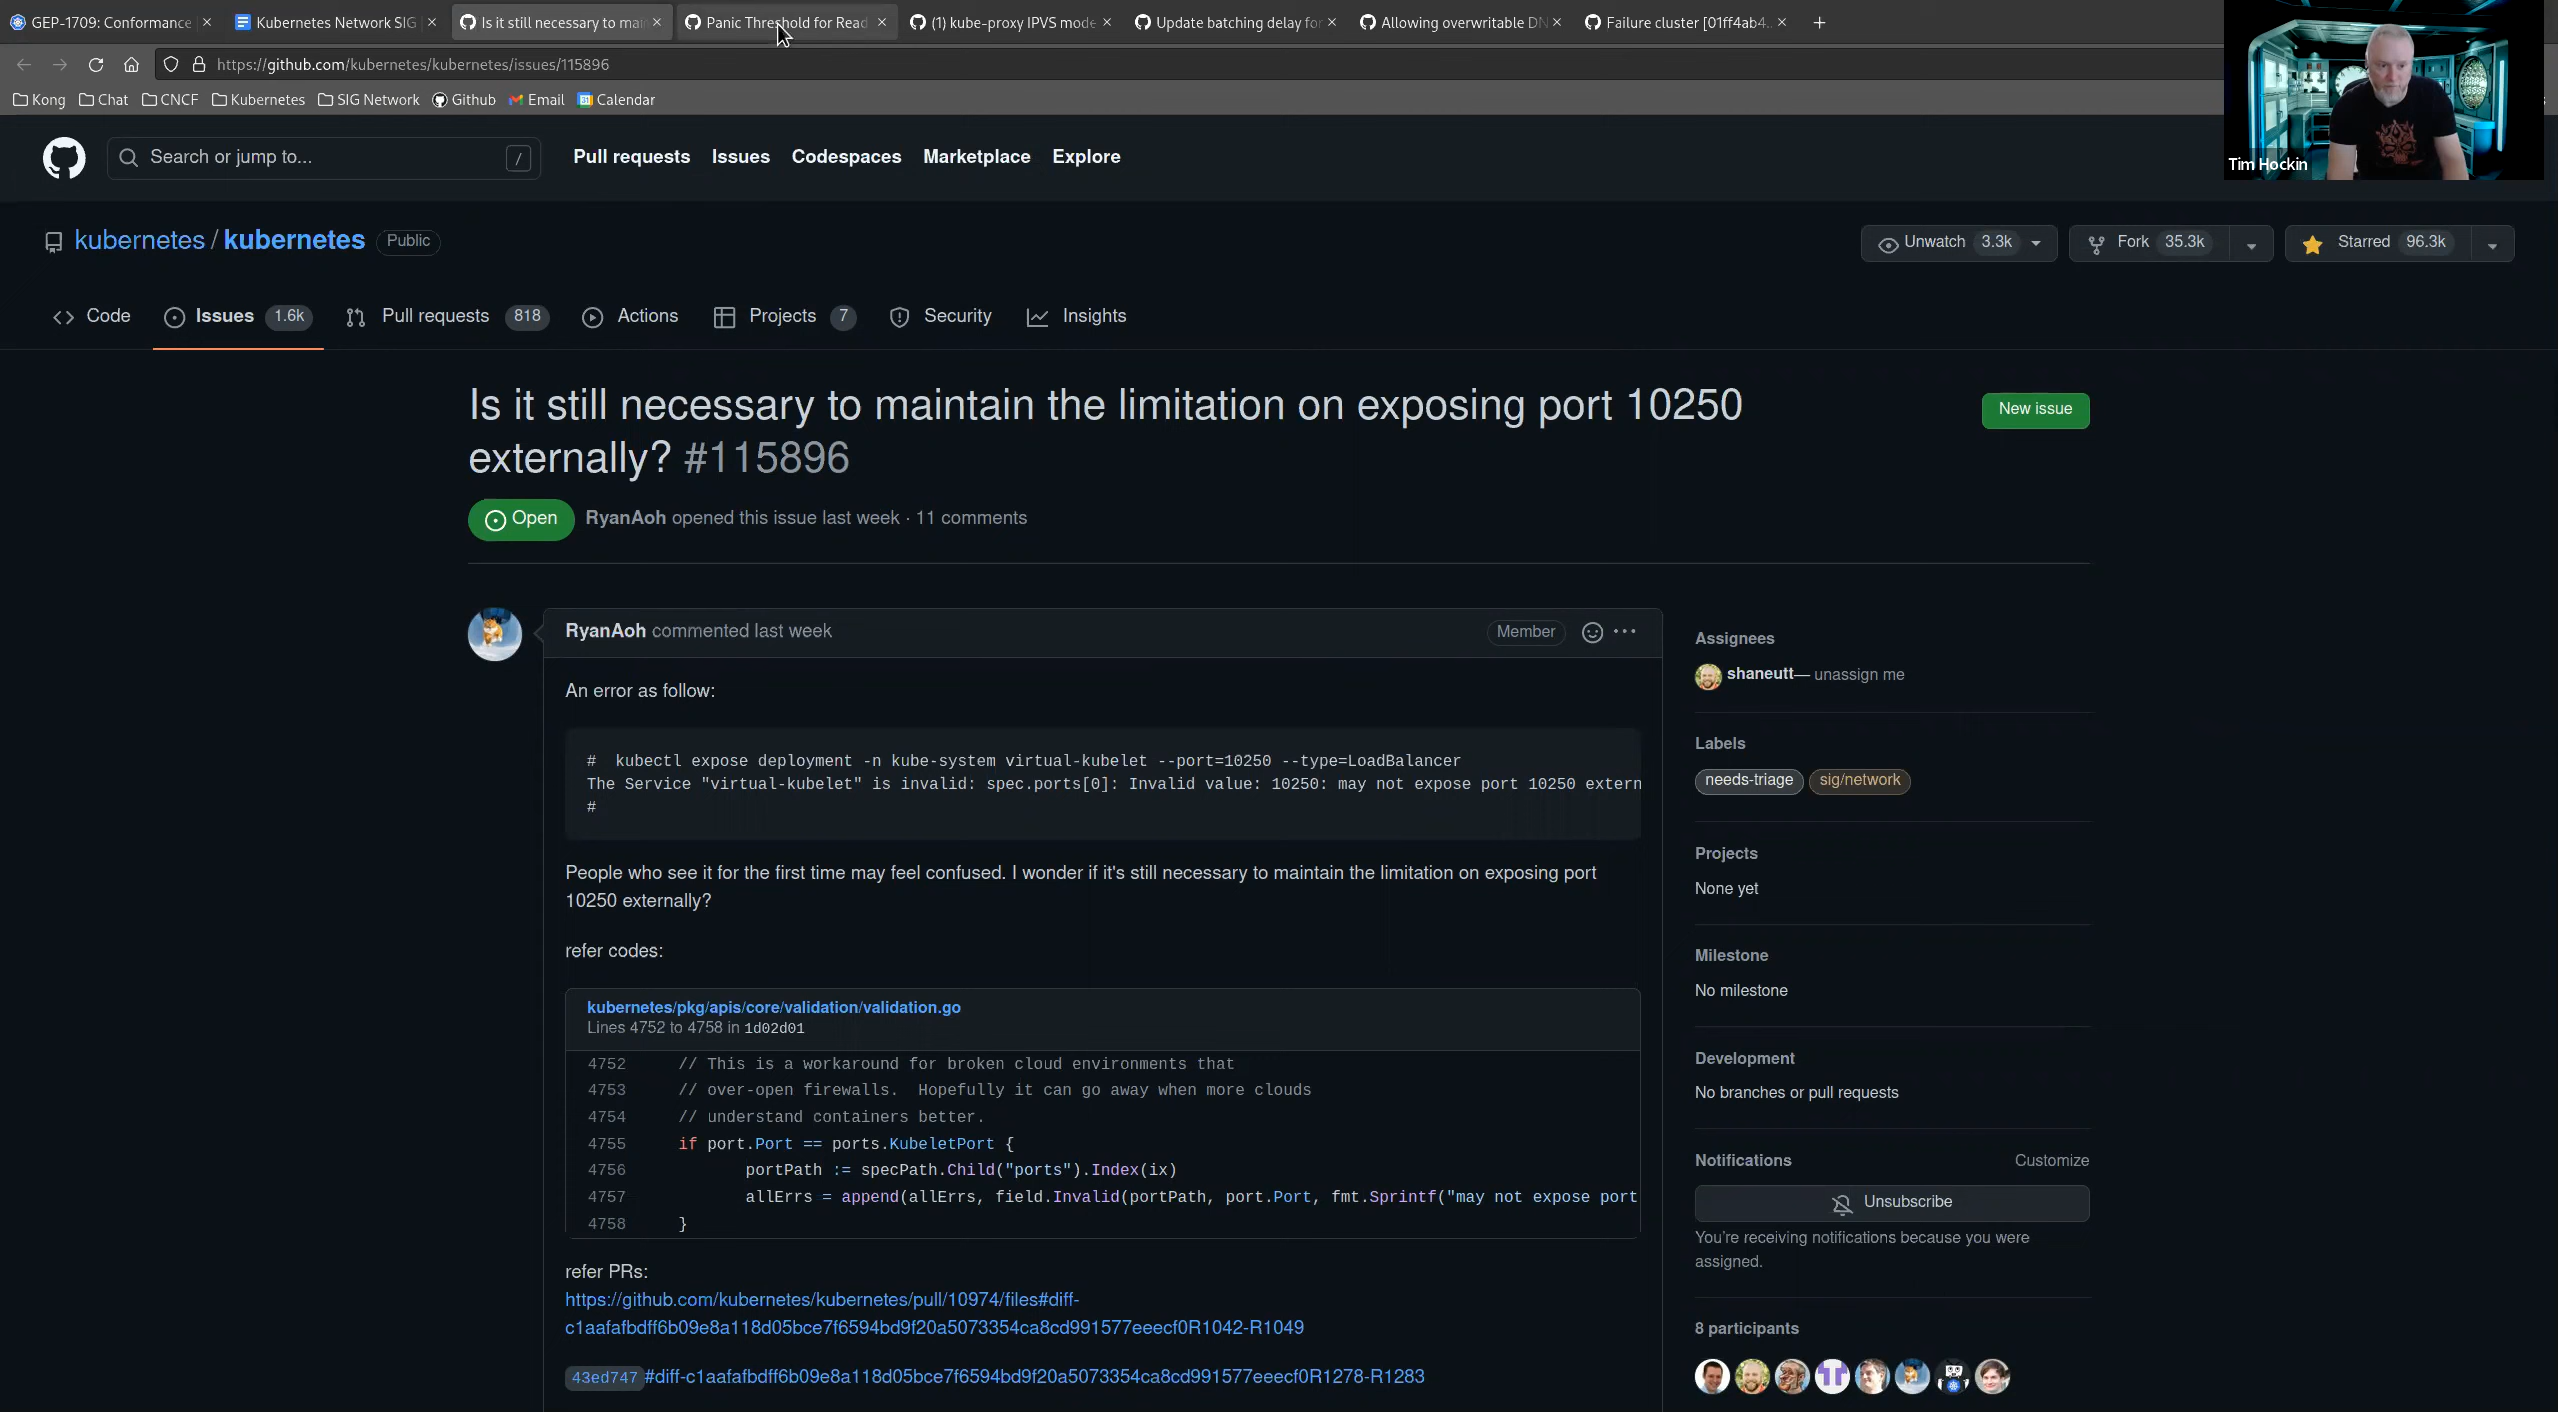 GEP-1709: Conformance
Kubernetes Network SIG
Is it still necessary to mai
Panic Threshold for Read
(1) kube-proxy IPVS mode
Update batching delay for
Allowing overwritable DN
Failure cluster [01ff4ab4..
https://github.com/kubernetes/kubernetes/issues/115896
Kong
Chat
CNCF
Kubernetes
SIG Network
Github
Email
Calendar
Tim Hockin
Search or jump to...
/
Pull requests
Issues
Codespaces
Marketplace
Explore
kubernetes / kubernetes
Public
Unwatch 3.3k
Fork 35.3k
Starred 96.3k
Code
Issues 1.6k
Pull requests 818
Actions
Projects 7
Security
Insights
Is it still necessary to maintain the limitation on exposing port 10250
externally? #115896
New issue
Open
RyanAoh opened this issue last week · 11 comments
RyanAoh commented last week
Member
An error as follow:
#  kubectl expose deployment -n kube-system virtual-kubelet --port=10250 --type=LoadBalancer
The Service "virtual-kubelet" is invalid: spec.ports[0]: Invalid value: 10250: may not expose port 10250 extern
#
People who see it for the first time may feel confused. I wonder if it's still necessary to maintain the limitation on exposing port
10250 externally?
refer codes:
kubernetes/pkg/apis/core/validation/validation.go
Lines 4752 to 4758 in 1d02d01
4752 // This is a workaround for broken cloud environments that
4753 // over-open firewalls.  Hopefully it can go away when more clouds
4754 // understand containers better.
4755 if port.Port == ports.KubeletPort {
4756 portPath := specPath.Child("ports").Index(ix)
4757 allErrs = append(allErrs, field.Invalid(portPath, port.Port, fmt.Sprintf("may not expose port
4758 }
refer PRs:
https://github.com/kubernetes/kubernetes/pull/10974/files#diff-
c1aafafbdff6b09e8a118d05bce7f6594bd9f20a5073354ca8cd991577eeecf0R1042-R1049
43ed747 #diff-c1aafafbdff6b09e8a118d05bce7f6594bd9f20a5073354ca8cd991577eeecf0R1278-R1283
Assignees
shaneutt— unassign me
Labels
needs-triage
sig/network
Projects
None yet
Milestone
No milestone
Development
No branches or pull requests
Notifications
Customize
Unsubscribe
You're receiving notifications because you were
assigned.
8 participants